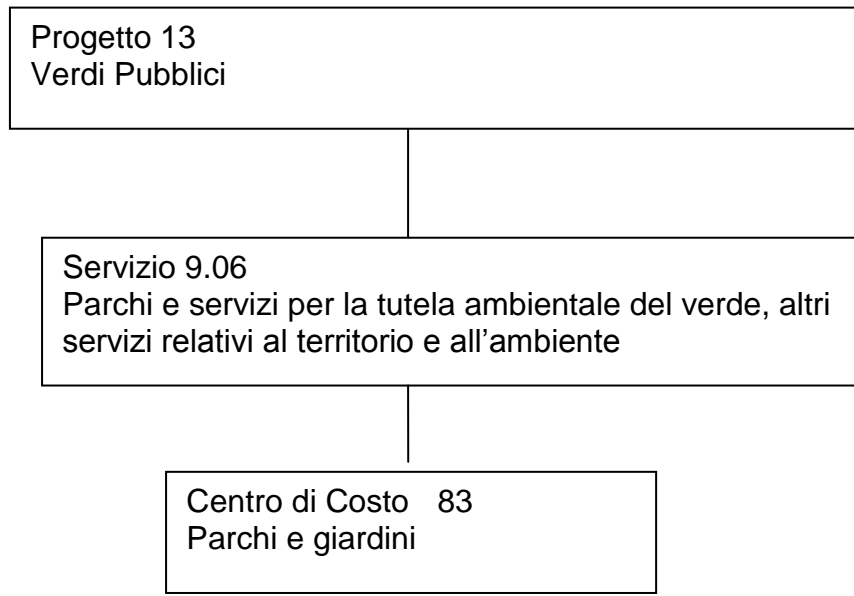 Progetto 13
Verdi Pubblici
Servizio 9.06
Parchi e servizi per la tutela ambientale del verde, altri
servizi relativi al territorio e all’ambiente
Centro di Costo   83
Parchi e giardini